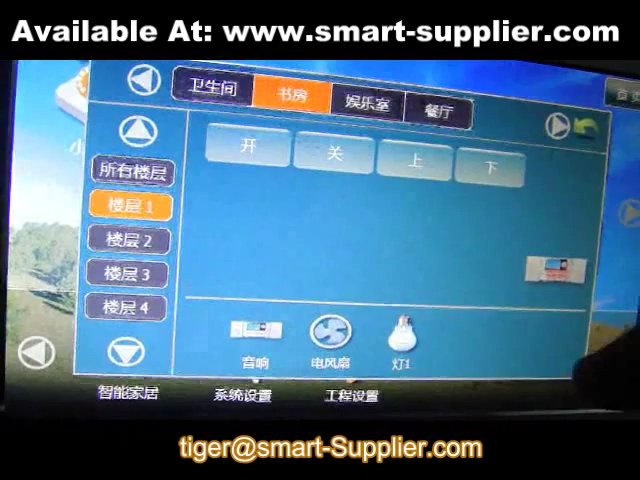 Available At: www.smart-supplier.com
卫生间 书房 娱乐室 餐厅
开 关 上 下
所有楼层
楼层 1
楼层 2
楼层 3
楼层 4
音响 电风扇 灯1
智能家居 系统设置 工程设置
tiger@smart-Supplier.com